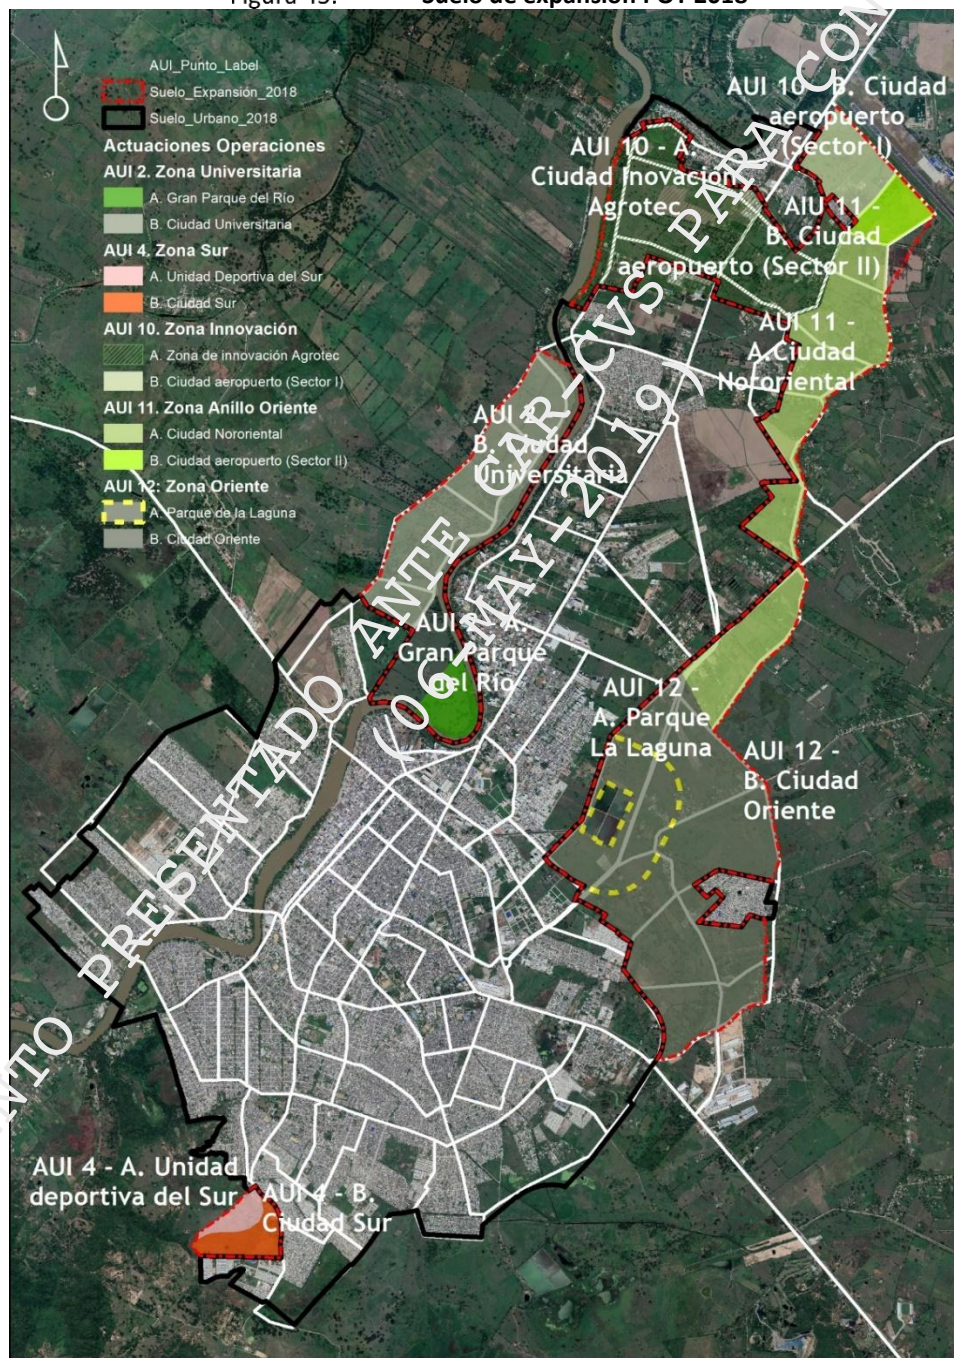 Suelo de expansión POT 2018
AUI_Punto_Label
Suelo_Expansión_2018
Suelo_Urbano_2018
Actuaciones Operaciones
AUI 2. Zona Universitaria
A. Gran Parque del Río
B. Ciudad Universitaria
AUI 4. Zona Sur
A. Unidad Deportiva del Sur
B. Ciudad Sur
AUI 10. Zona Innovación
A. Zona de innovación Agrotec
B. Ciudad aeropuerto (Sector I)
AUI 11. Zona Anillo Oriente
A. Ciudad Nororiental
B. Ciudad aeropuerto (Sector II)
AUI 12: Zona Oriente
A. Parque de la Laguna
B. Ciudad Oriente
AUI 10 - B. Ciudad
aeropuerto
(Sector I)
AUI 10 - A.
Ciudad Inovación
Agrotec
AIU 11 -
B. Ciudad
aeropuerto (Sector II)
AUI 11 -
A.Ciudad
Nororiental
AUI
B. Ciudad
Universitaria
AUI
A.
Gran Parque
del Río
AUI 12 -
A. Parque
La Laguna
AUI 12 -
B. Ciudad
Oriente
AUI 4 - A. Unidad
deportiva del Sur
AUI 4 - B.
Ciudad Sur
PRESENTADO ANTE CAR-CVS PARA
(06-MAY-2019)